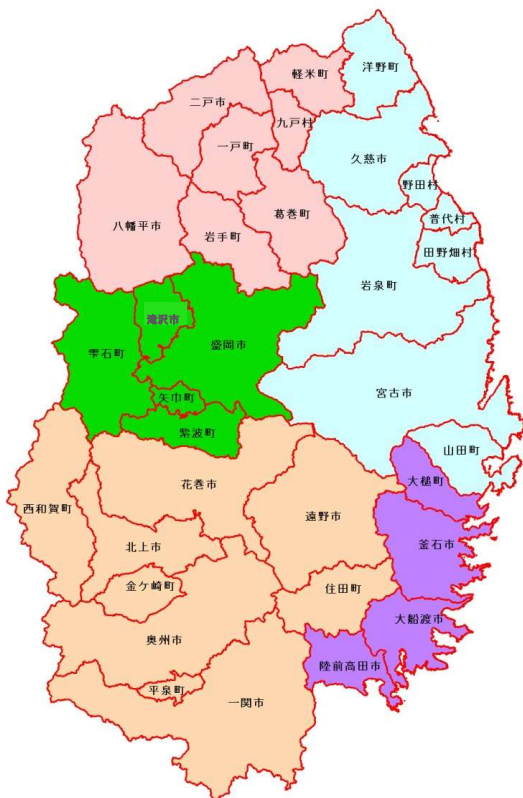 洋野町
軽米町
二戸市
九戸村
一戸町
久慈市
野田村
葛巻町
普代村
八幡平市
岩手町
田野畑村
岩泉町
滝沢市
盛岡市
雫石町
矢巾町
宮古市
紫波町
山田町
大槌町
花巻市
西和賀町
遠野市
釜石市
北上市
金ケ崎町
住田町
大船渡市
奥州市
陸前高田市
平泉町
一関市